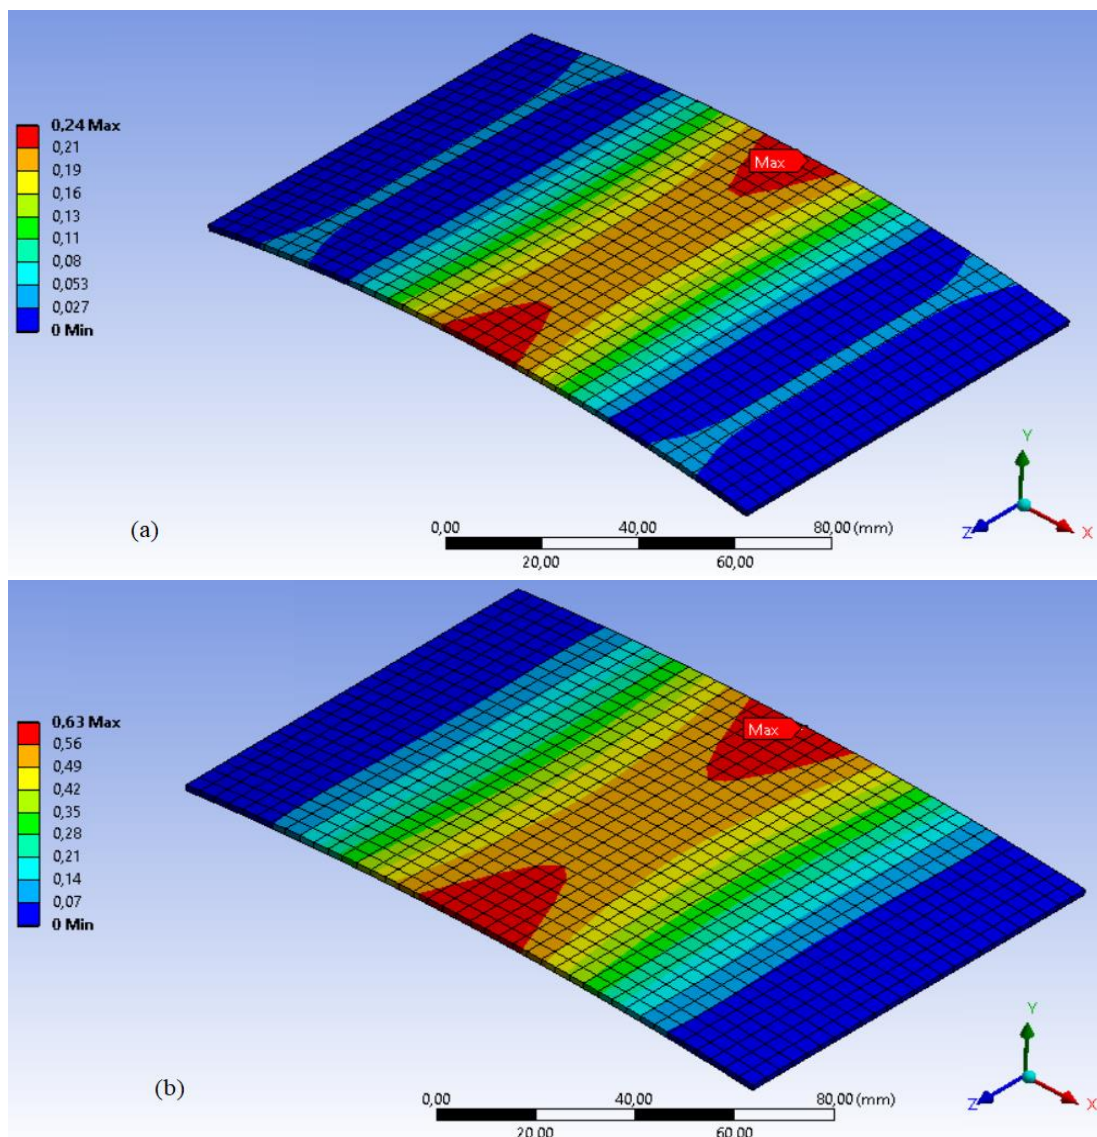 0,24 Max
0,21
0,19
0,16
0,13
0,11
0,08
0,053
0,027
0 Min
Max
Y
Z
X
(a)
0,00 40,00 80,00 (mm)
20,00 60,00
0,63 Max
0,56
0,49
0,42
0,35
0,28
0,21
0,14
0,07
0 Min
Max
Y
Z
X
(b)
0,00 40,00 80,00 (mm)
20,00 60,00